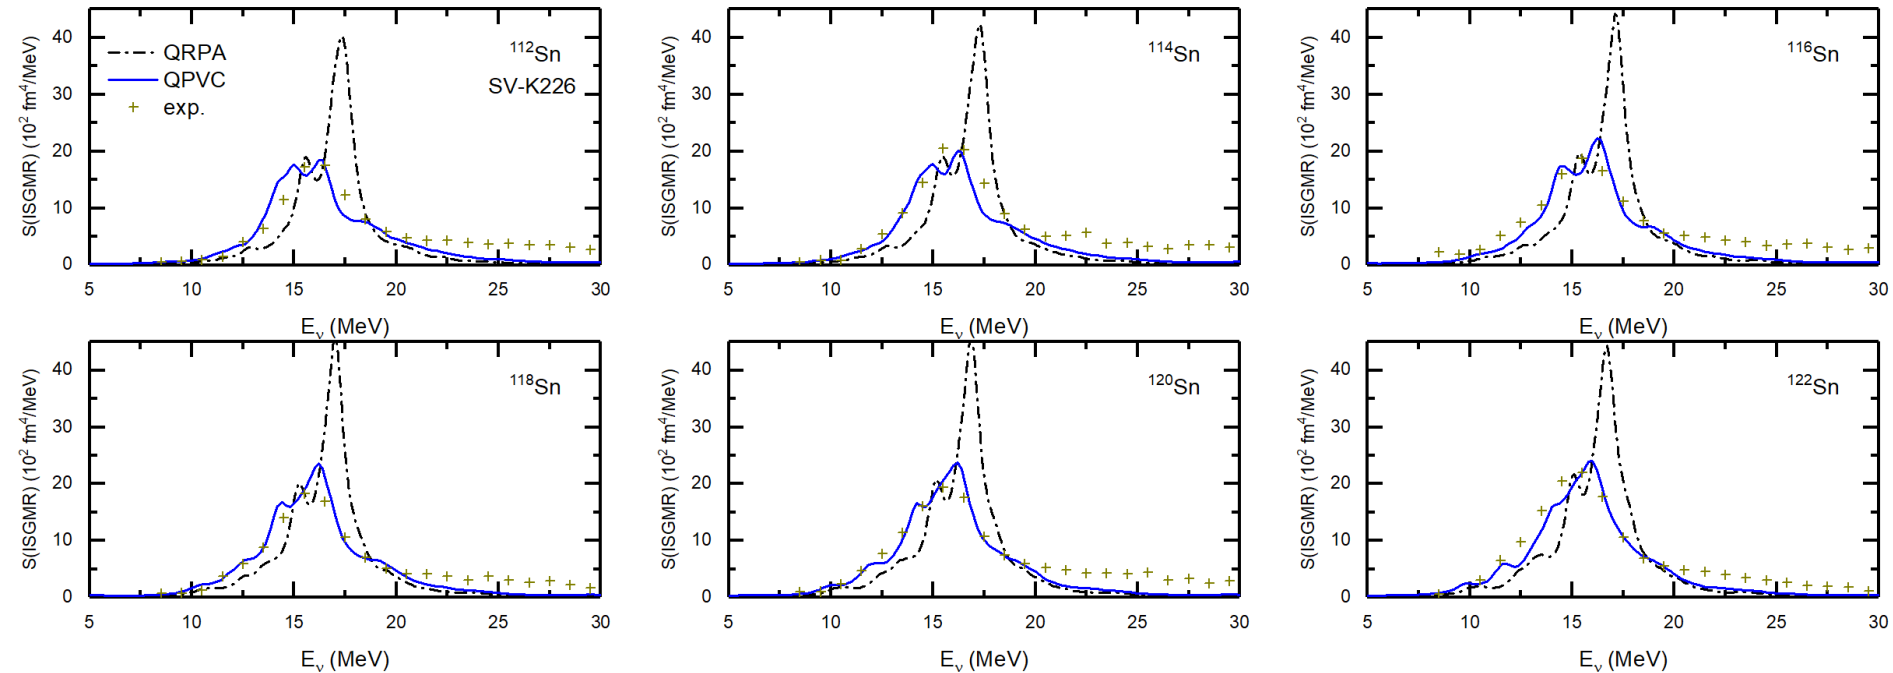 S(ISGMR) (10² fm⁴/MeV)
40
30
20
10
0
QRPA
QPVC
exp.
¹¹²Sn
SV-K226
5 10 15 20 25 30
Eν (MeV)
S(ISGMR) (10² fm⁴/MeV)
40
30
20
10
0
¹¹⁴Sn
5 10 15 20 25 30
Eν (MeV)
S(ISGMR) (10² fm⁴/MeV)
40
30
20
10
0
¹¹⁶Sn
5 10 15 20 25 30
Eν (MeV)
S(ISGMR) (10² fm⁴/MeV)
40
30
20
10
0
¹¹⁸Sn
5 10 15 20 25 30
Eν (MeV)
S(ISGMR) (10² fm⁴/MeV)
40
30
20
10
0
¹²⁰Sn
5 10 15 20 25 30
Eν (MeV)
S(ISGMR) (10² fm⁴/MeV)
40
30
20
10
0
¹²²Sn
5 10 15 20 25 30
Eν (MeV)